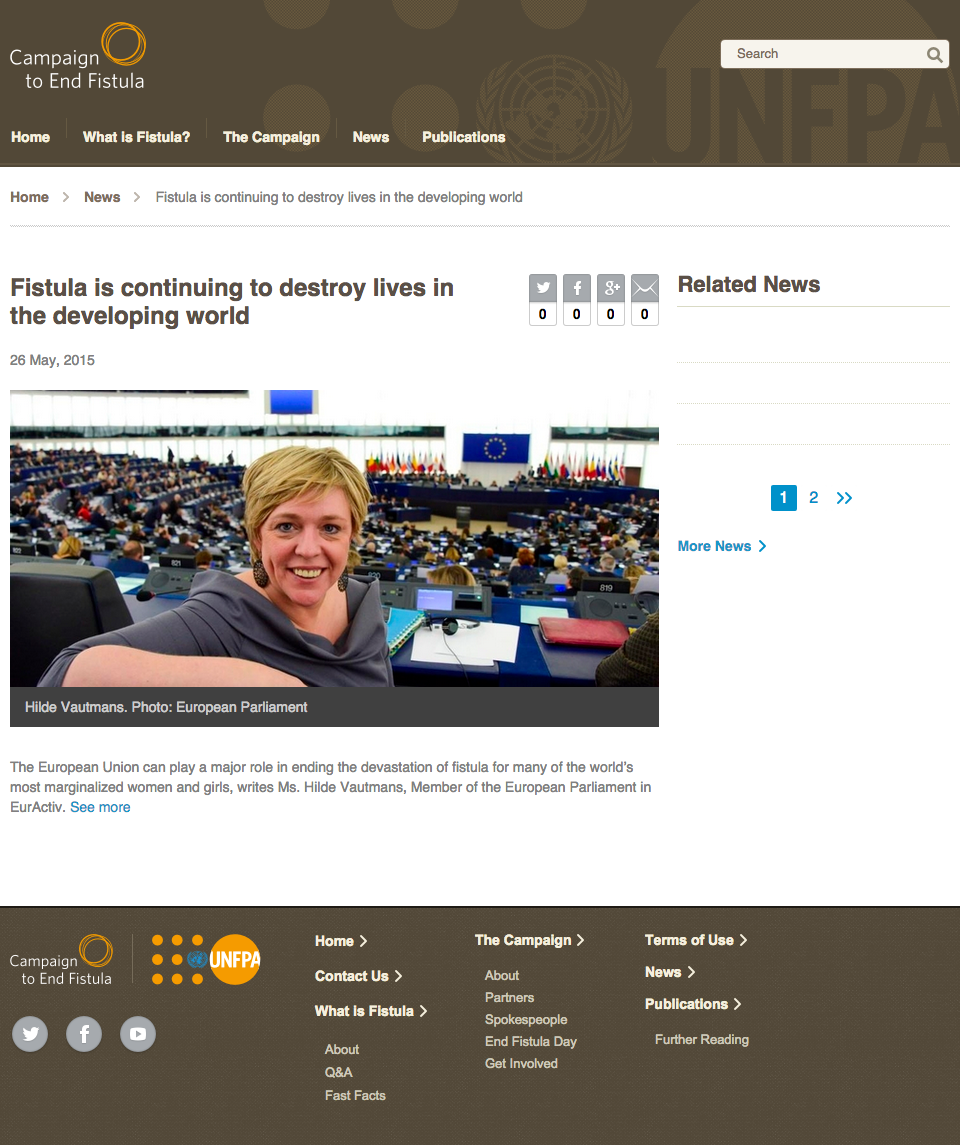 Campaign
to End Fistula
Search
UNFPA
Home
What is Fistula?
The Campaign
News
Publications
Home
News
Fistula is continuing to destroy lives in the developing world
Fistula is continuing to destroy lives in
the developing world
0
0
0
0
26 May, 2015
821
820
819
Hilde Vautmans. Photo: European Parliament
The European Union can play a major role in ending the devastation of fistula for many of the world's
most marginalized women and girls, writes Ms. Hilde Vautmans, Member of the European Parliament in
EurActiv. See more
Related News
1 2 >>
More News
Campaign
to End Fistula
UNFPA
Home
Contact Us
What is Fistula
About
Q&A
Fast Facts
The Campaign
About
Partners
Spokespeople
End Fistula Day
Get Involved
Terms of Use
News
Publications
Further Reading